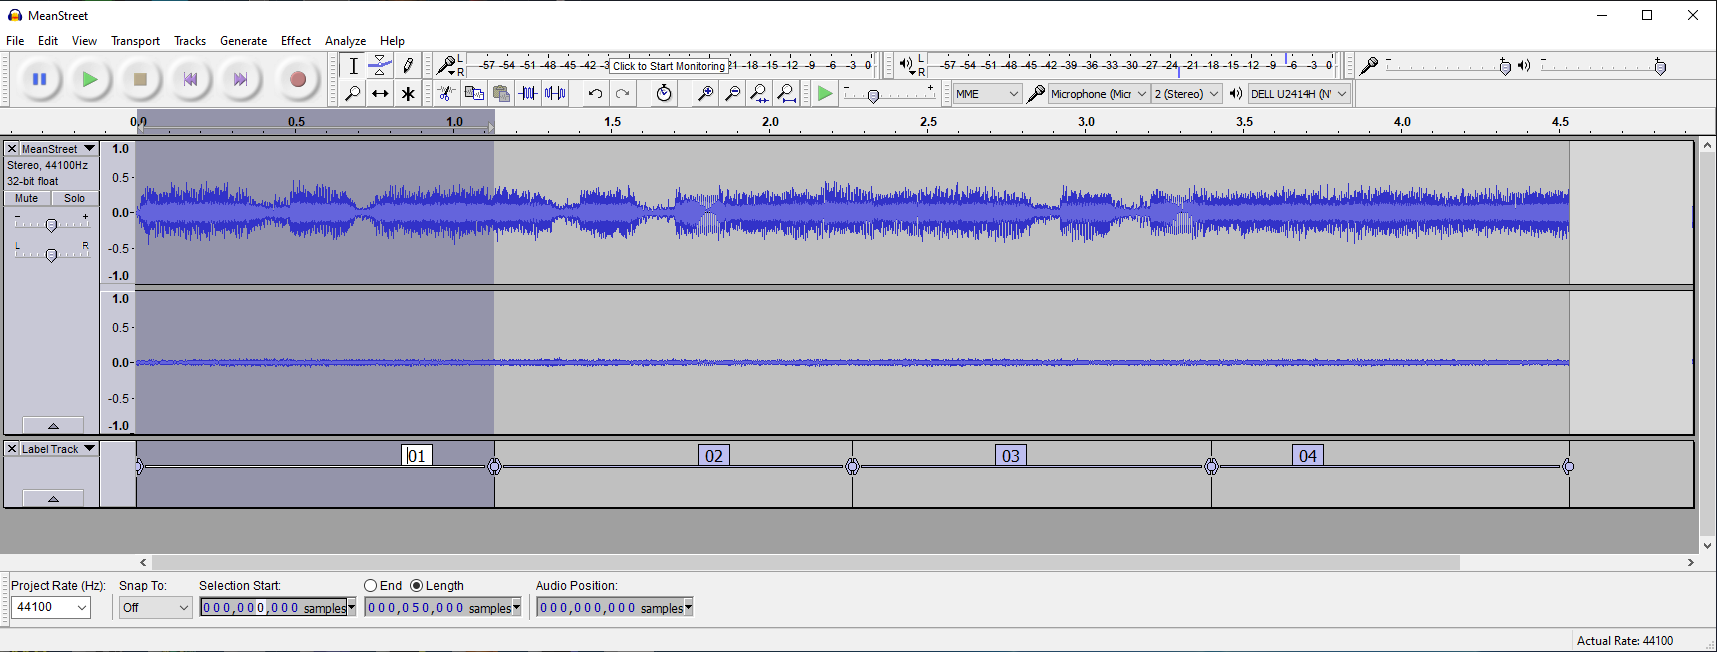 MeanStreet
File Edit View Transport Tracks Generate Effect Analyze Help
L R -57 -54 -51 -48 -45 -42 - Click to Start Monitoring 21 -18 -15 -12 -9 -6 -3 0
L R -57 -54 -51 -48 -45 -42 -39 -36 -33 -30 -27 -24 -21 -18 -15 -12 -9 -6 -3 0
- + - +
- + MME Microphone (Micr 2 (Stereo) DELL U2414H (N
0.0 0.5 1.0 1.5 2.0 2.5 3.0 3.5 4.0 4.5
MeanStreet
Stereo, 44100Hz
32-bit float
Mute Solo
- +
L R
1.0
0.5
0.0
-0.5
-1.0
1.0
0.5
0.0
-0.5
-1.0
Label Track
01 02 03 04
Project Rate (Hz): Snap To: Selection Start: End Length Audio Position:
44100 Off 000,000,000 samples 000,050,000 samples 000,000,000 samples
Actual Rate: 44100